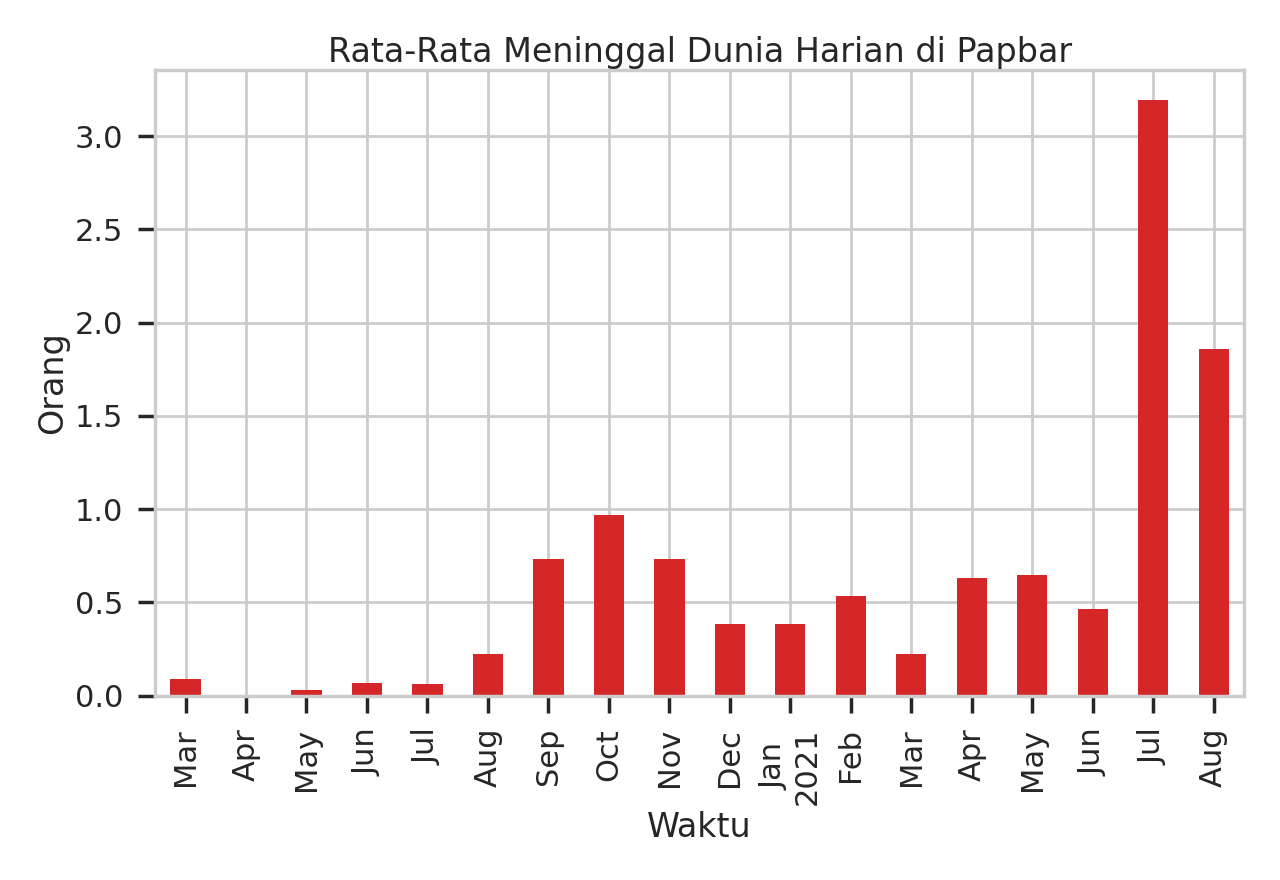 Rata-Rata Meninggal Dunia Harian di Papbar
3.0
2.5
2.0
1.5
1.0
0.5
0.0
Orang
Mar
Apr
May
Jun
Jul
Aug
Sep
Oct
Nov
Dec
Jan
2021
Feb
Mar
Apr
May
Jun
Jul
Aug
Waktu